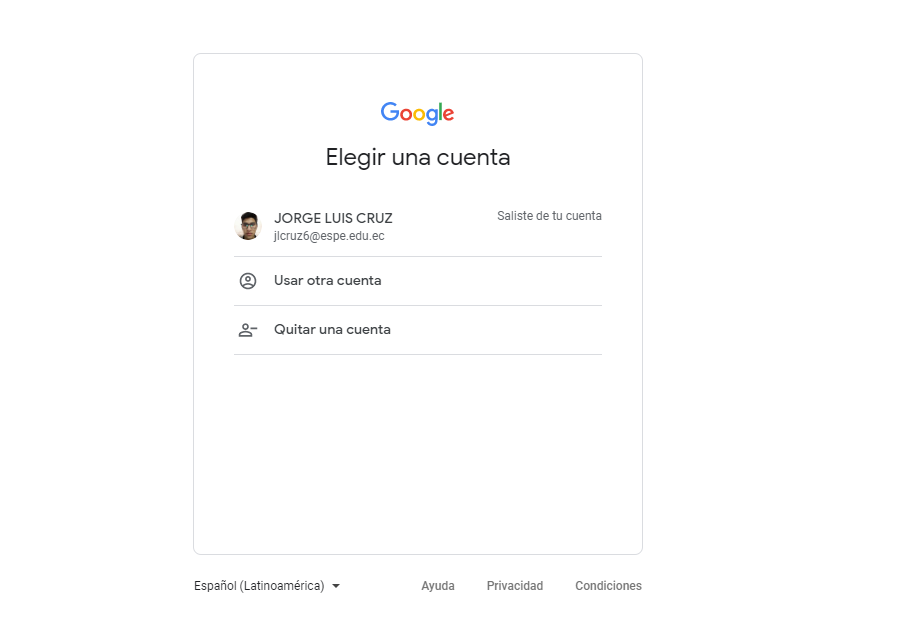 Google
Elegir una cuenta
JORGE LUIS CRUZ
Saliste de tu cuenta
jlcruz6@espe.edu.ec
Usar otra cuenta
Quitar una cuenta
Español (Latinoamérica)
Ayuda
Privacidad
Condiciones